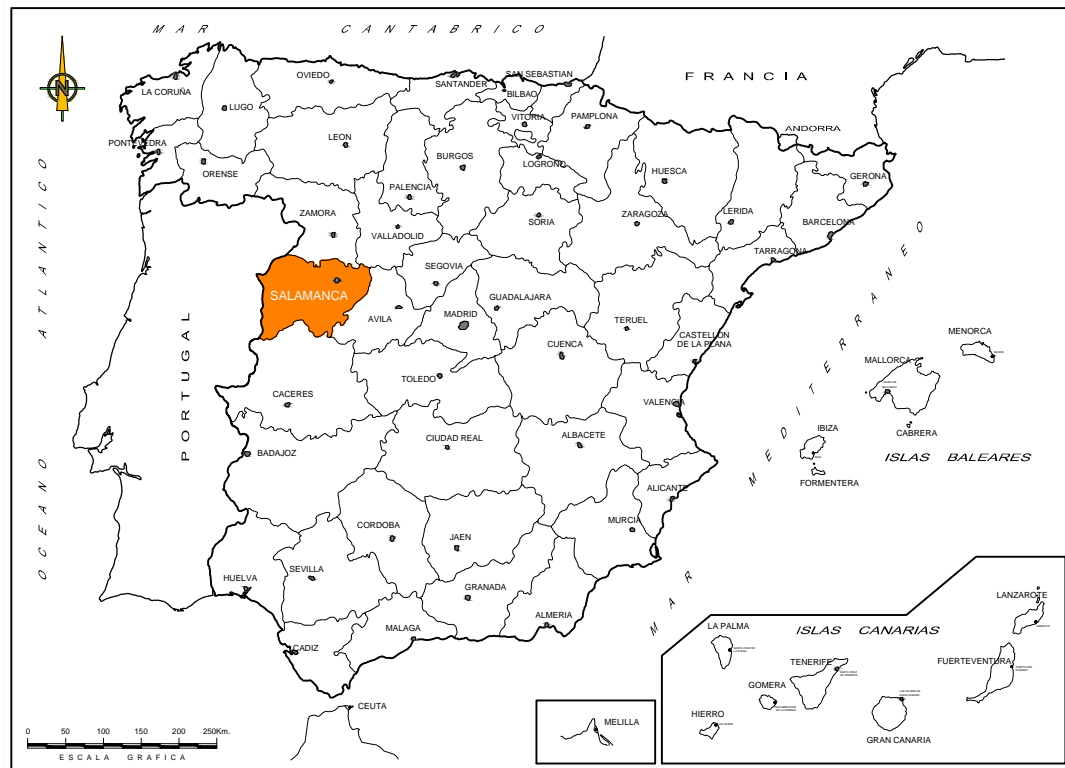 MAR CANTABRICO
FRANCIA
N
LA CORUÑA
LUGO
OVIEDO
SANTANDER
SAN SEBASTIAN
BILBAO
VITORIA
PAMPLONA
ANDORRA
PONTEVEDRA
ORENSE
LEON
BURGOS
LOGROÑO
HUESCA
GERONA
PALENCIA
ZAMORA
VALLADOLID
SORIA
ZARAGOZA
LERIDA
BARCELONA
TARRAGONA
SEGOVIA
SALAMANCA
AVILA
MADRID
GUADALAJARA
TERUEL
CASTELLON
DE LA PLANA
CUENCA
TOLEDO
CACERES
VALENCIA
MENORCA
MALLORCA
CABRERA
IBIZA
FORMENTERA
ISLAS BALEARES
BADAJOZ
CIUDAD REAL
ALBACETE
ALICANTE
MURCIA
CORDOBA
JAEN
HUELVA
SEVILLA
GRANADA
ALMERIA
MALAGA
CADIZ
CEUTA
MELILLA
OCEANO ATLANTICO
PORTUGAL
MAR MEDITERRANEO
ISLAS CANARIAS
LANZAROTE
LA PALMA
TENERIFE
FUERTEVENTURA
GOMERA
HIERRO
GRAN CANARIA
0 50 100 150 200 250Km.
ESCALA GRAFICA